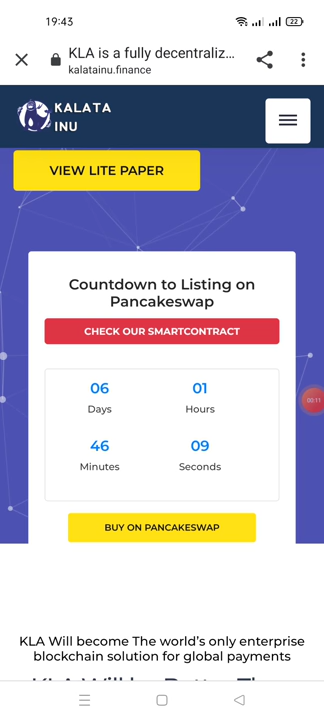 19:43
22
KLA is a fully decentraliz...
kalatainu.finance
KALATA
INU
VIEW LITE PAPER
Countdown to Listing on
Pancakeswap
CHECK OUR SMARTCONTRACT
06 01
Days Hours
46 09
Minutes Seconds
00:11
BUY ON PANCAKESWAP
KLA Will become The world's only enterprise
blockchain solution for global payments